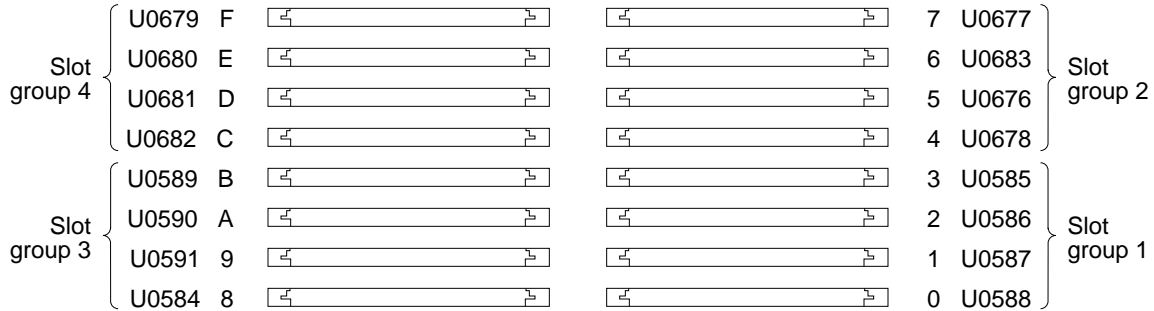 U0679 F
7 U0677
U0680 E
6 U0683
Slot
group 4
Slot
group 2
U0681 D
5 U0676
U0682 C
4 U0678
U0589 B
3 U0585
U0590 A
2 U0586
Slot
group 3
Slot
group 1
U0591 9
1 U0587
U0584 8
0 U0588